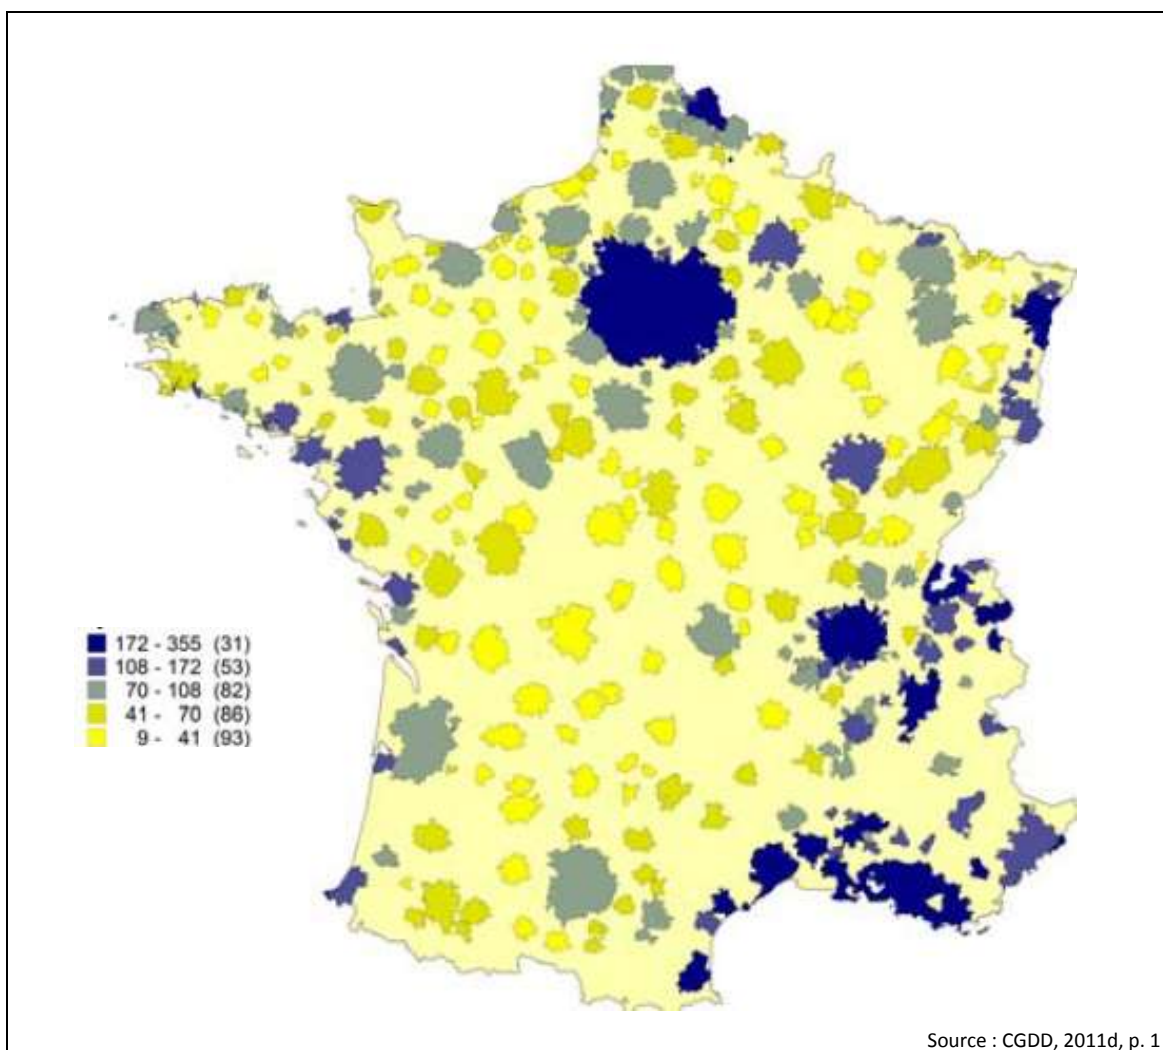 172 - 355 (31)
108 - 172 (53)
70 - 108 (82)
41 - 70 (86)
9 - 41 (93)
Source : CGDD, 2011d, p. 1